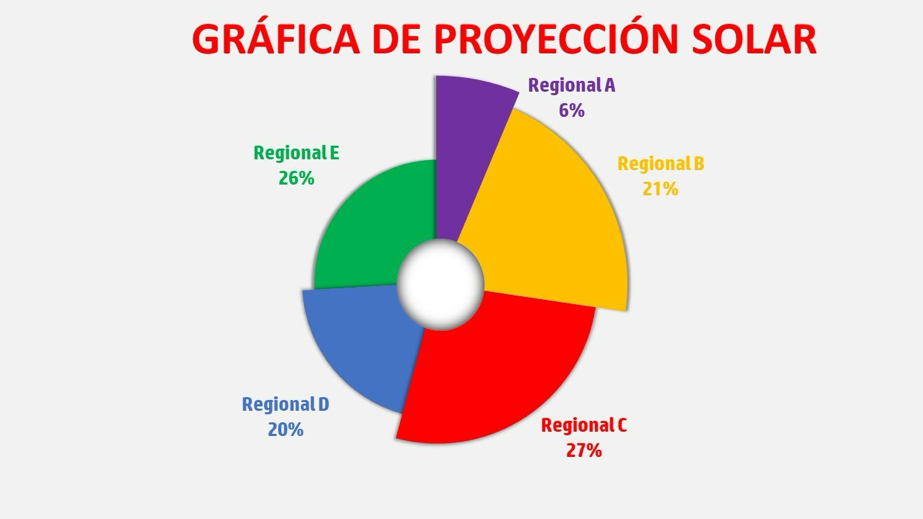 GRÁFICA DE PROYECCIÓN SOLAR
Regional A
6%
Regional B
21%
Regional C
27%
Regional D
20%
Regional E
26%